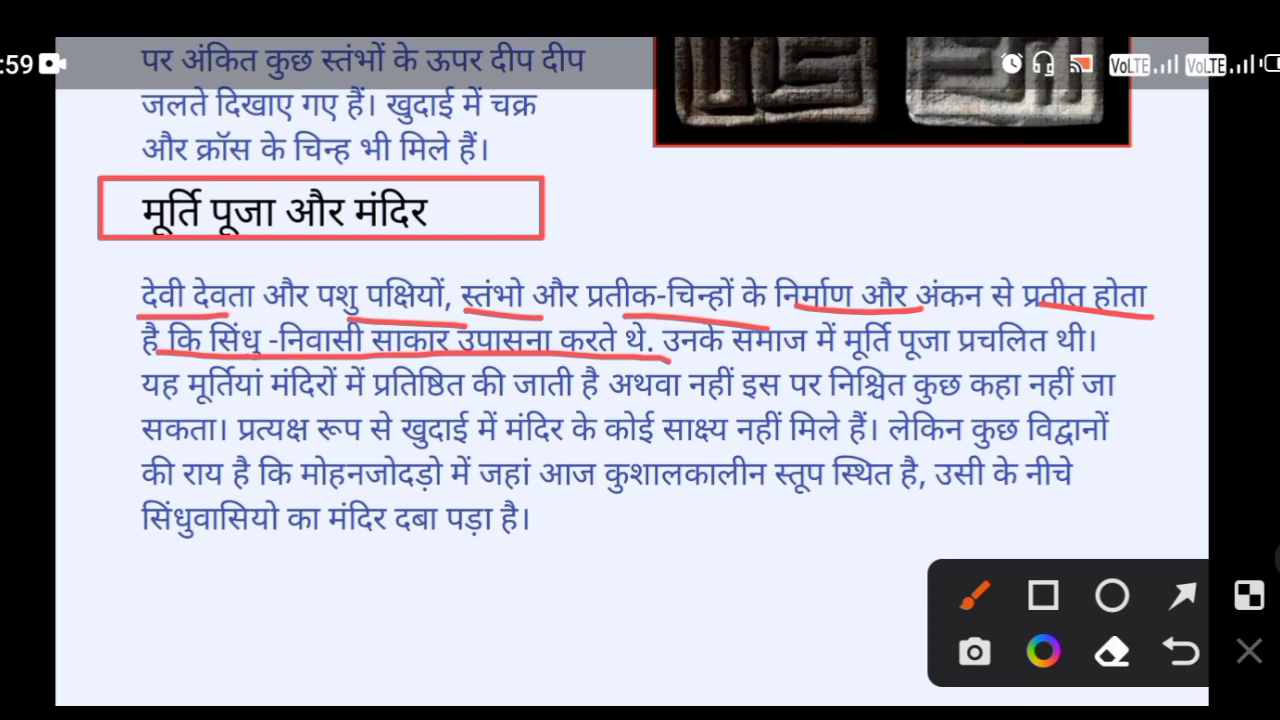 :59
VoLTE VoLTE
पर अंकित कुछ स्तंभों के ऊपर दीप दीप
जलते दिखाए गए हैं। खुदाई में चक्र
और क्रॉस के चिन्ह भी मिले हैं।
मूर्ति पूजा और मंदिर
देवी देवता और पशु पक्षियों, स्तंभो और प्रतीक-चिन्हों के निर्माण और अंकन से प्रतीत होता
है कि सिंधु -निवासी साकार उपासना करते थे. उनके समाज में मूर्ति पूजा प्रचलित थी।
यह मूर्तियां मंदिरों में प्रतिष्ठित की जाती है अथवा नहीं इस पर निश्चित कुछ कहा नहीं जा
सकता। प्रत्यक्ष रूप से खुदाई में मंदिर के कोई साक्ष्य नहीं मिले हैं। लेकिन कुछ विद्वानों
की राय है कि मोहनजोदड़ो में जहां आज कुशालकालीन स्तूप स्थित है, उसी के नीचे
सिंधुवासियो का मंदिर दबा पड़ा है।